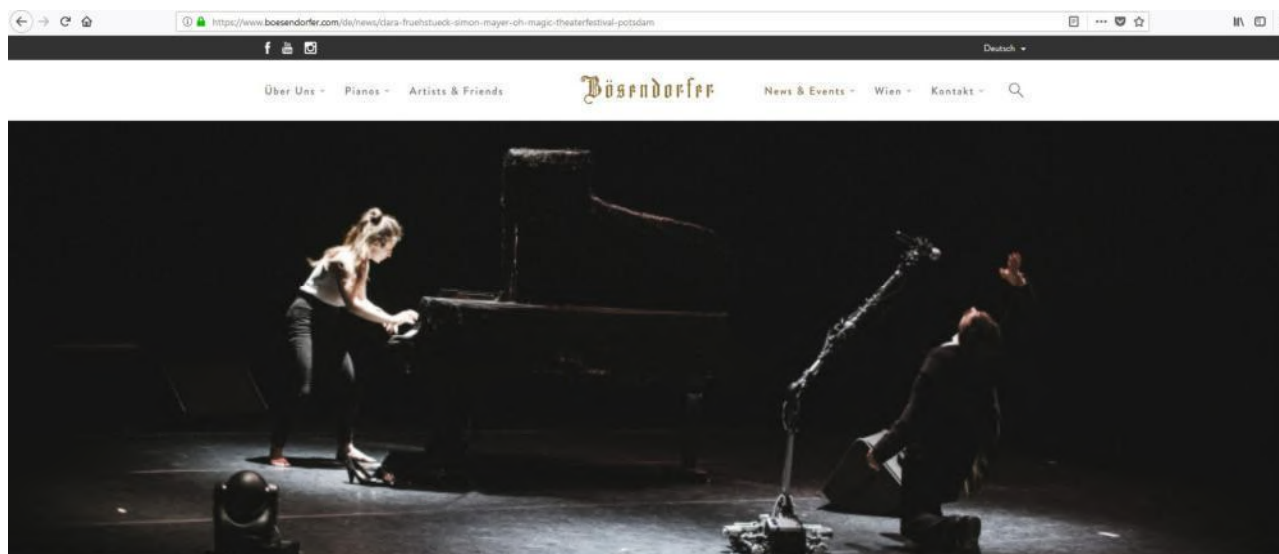 https://www.boesendorfer.com/de/news/clara-fruehstueck-simon-mayer-oh-magic-theaterfestival-potsdam
Deutsch
Über Uns Pianos Artists & Friends Bösendorfer News & Events Wien Kontakt